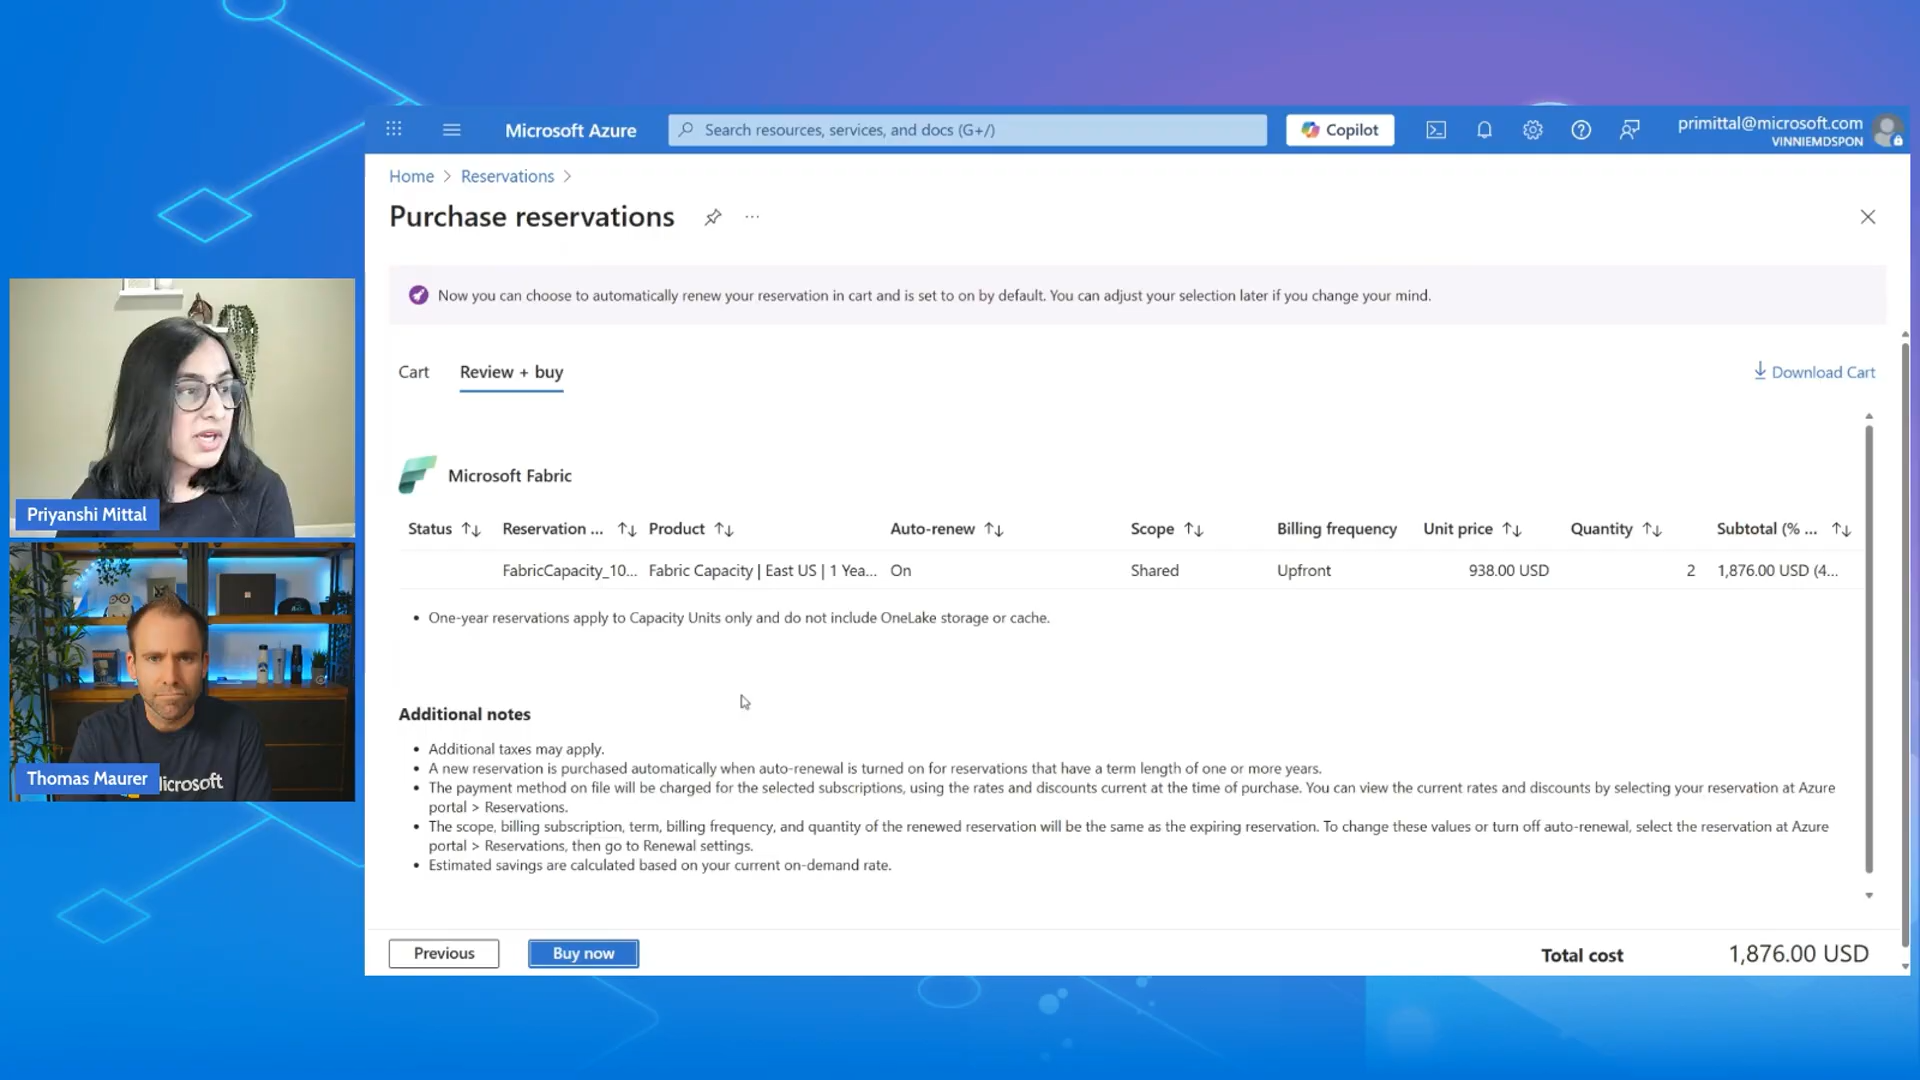 Microsoft Azure
Search resources, services, and docs (G+/)
Copilot
primittal@microsoft.com
VINNIEMDSPON
Home > Reservations >
Purchase reservations
Now you can choose to automatically renew your reservation in cart and is set to on by default. You can adjust your selection later if you change your mind.
Cart
Review + buy
Download Cart
Microsoft Fabric
Status Reservation ... Product Auto-renew Scope Billing frequency Unit price Quantity Subtotal (% ...
FabricCapacity_10... Fabric Capacity | East US | 1 Yea... On Shared Upfront 938.00 USD 2 1,876.00 USD (4...
• One-year reservations apply to Capacity Units only and do not include OneLake storage or cache.
Additional notes
• Additional taxes may apply.
• A new reservation is purchased automatically when auto-renewal is turned on for reservations that have a term length of one or more years.
• The payment method on file will be charged for the selected subscriptions, using the rates and discounts current at the time of purchase. You can view the current rates and discounts by selecting your reservation at Azure
portal > Reservations.
• The scope, billing subscription, term, billing frequency, and quantity of the renewed reservation will be the same as the expiring reservation. To change these values or turn off auto-renewal, select the reservation at Azure
portal > Reservations, then go to Renewal settings.
• Estimated savings are calculated based on your current on-demand rate.
Previous
Buy now
Total cost 1,876.00 USD
Priyanshi Mittal
Thomas Maurer
icrosoft